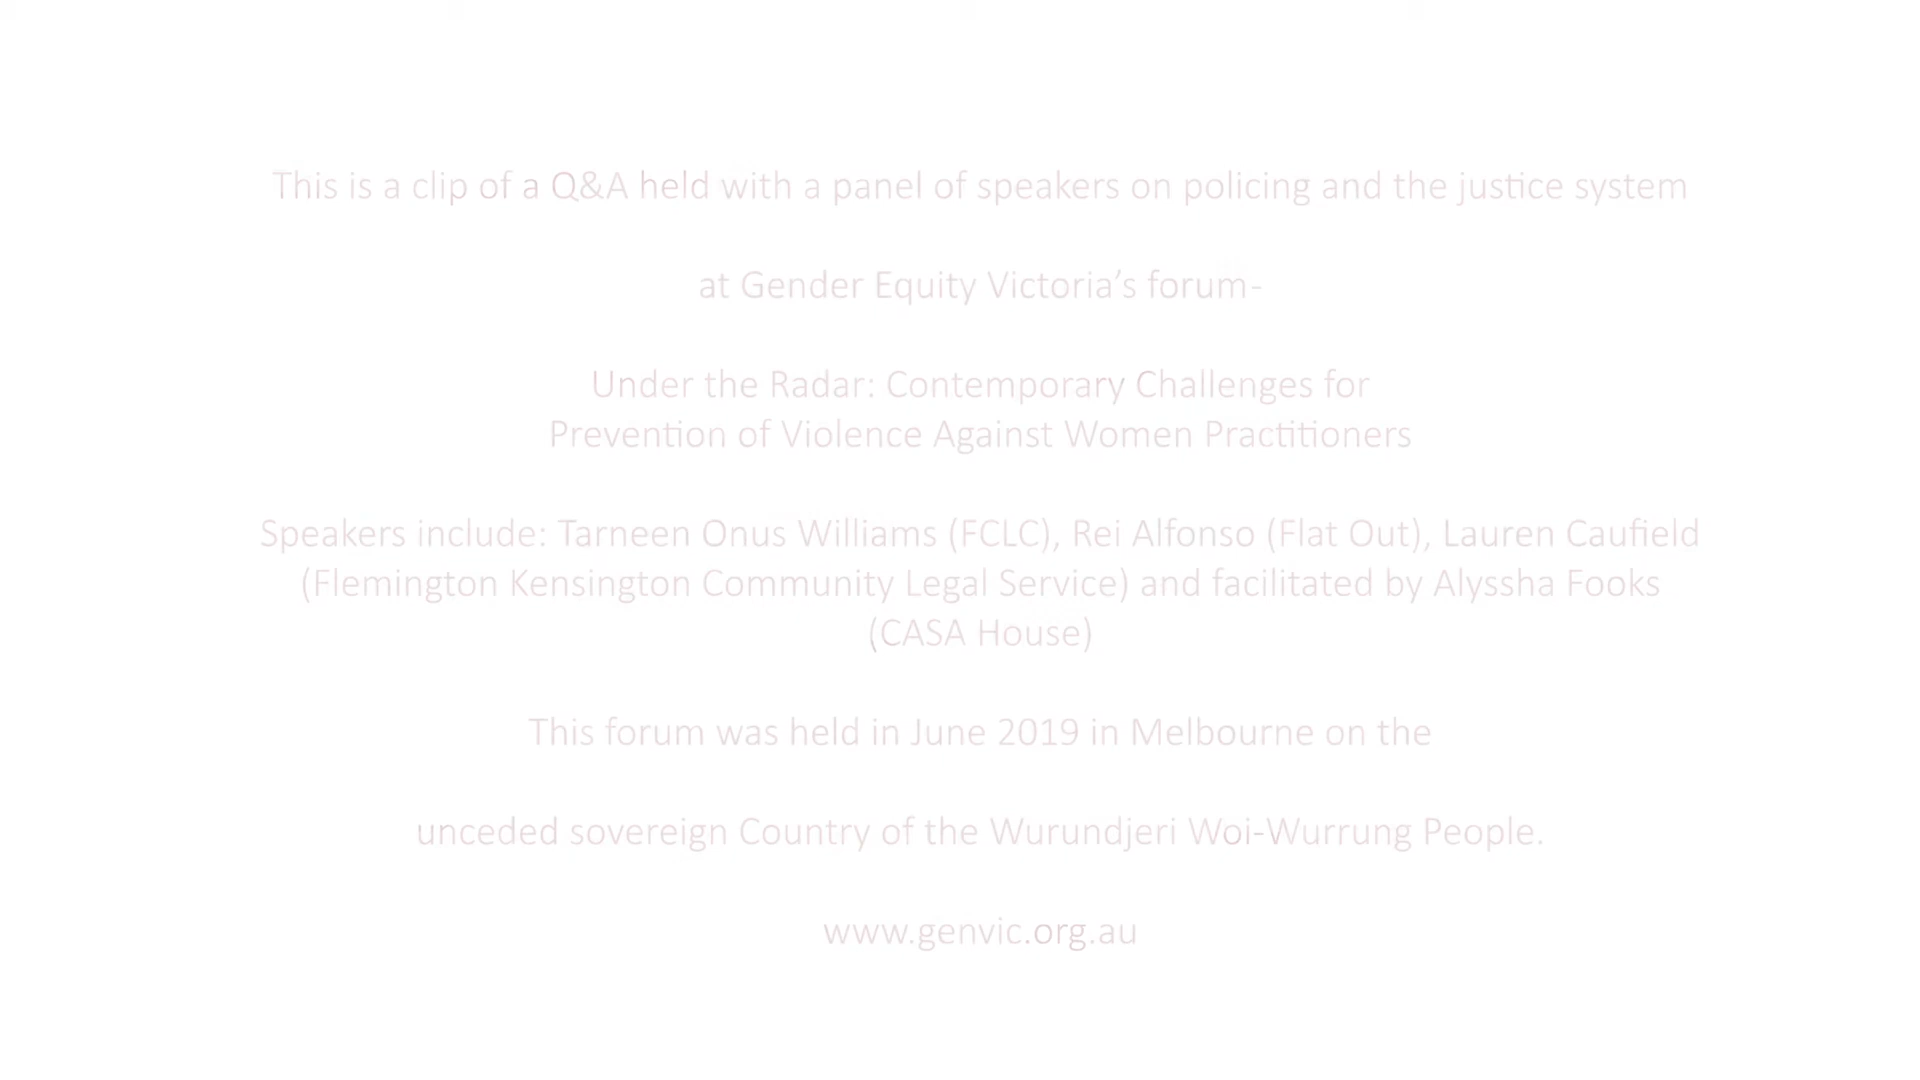 This is a clip of a Q&A held with a panel of speakers on policing and the justice system
at Gender Equity Victoria’s forum-
Under the Radar: Contemporary Challenges for
Prevention of Violence Against Women Practitioners
Speakers include: Tarneen Onus Williams (FCLC), Rei Alfonso (Flat Out), Lauren Caufield
(Flemington Kensington Community Legal Service) and facilitated by Alyssha Fooks
(CASA House)
This forum was held in June 2019 in Melbourne on the
unceded sovereign Country of the Wurundjeri Woi-Wurrung People.
www.genvic.org.au